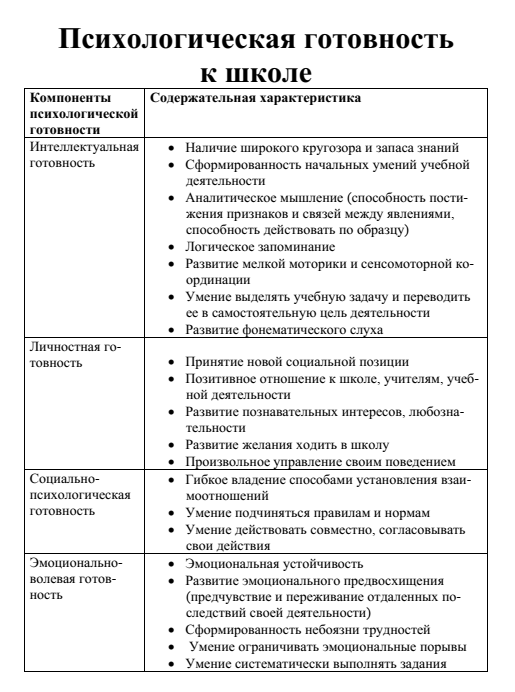 Психологическая готовность
к школе
Компоненты
психологической
готовности
Содержательная характеристика
Интеллектуальная
готовность
• Наличие широкого кругозора и запаса знаний
• Сформированность начальных умений учебной
деятельности
• Аналитическое мышление (способность пости-
жения признаков и связей между явлениями,
способность действовать по образцу)
• Логическое запоминание
• Развитие мелкой моторики и сенсомоторной ко-
ординации
• Умение выделять учебную задачу и переводить
ее в самостоятельную цель деятельности
• Развитие фонематического слуха
Личностная го-
товность
• Принятие новой социальной позиции
• Позитивное отношение к школе, учителям, учеб-
ной деятельности
• Развитие познавательных интересов, любозна-
тельности
• Развитие желания ходить в школу
• Произвольное управление своим поведением
Социально-
психологическая
готовность
• Гибкое владение способами установления взаи-
моотношений
• Умение подчиняться правилам и нормам
• Умение действовать совместно, согласовывать
свои действия
Эмоционально-
волевая готов-
ность
• Эмоциональная устойчивость
• Развитие эмоционального предвосхищения
(предчувствие и переживание отдаленных по-
следствий своей деятельности)
• Сформированность небоязни трудностей
• Умение ограничивать эмоциональные порывы
• Умение систематически выполнять задания